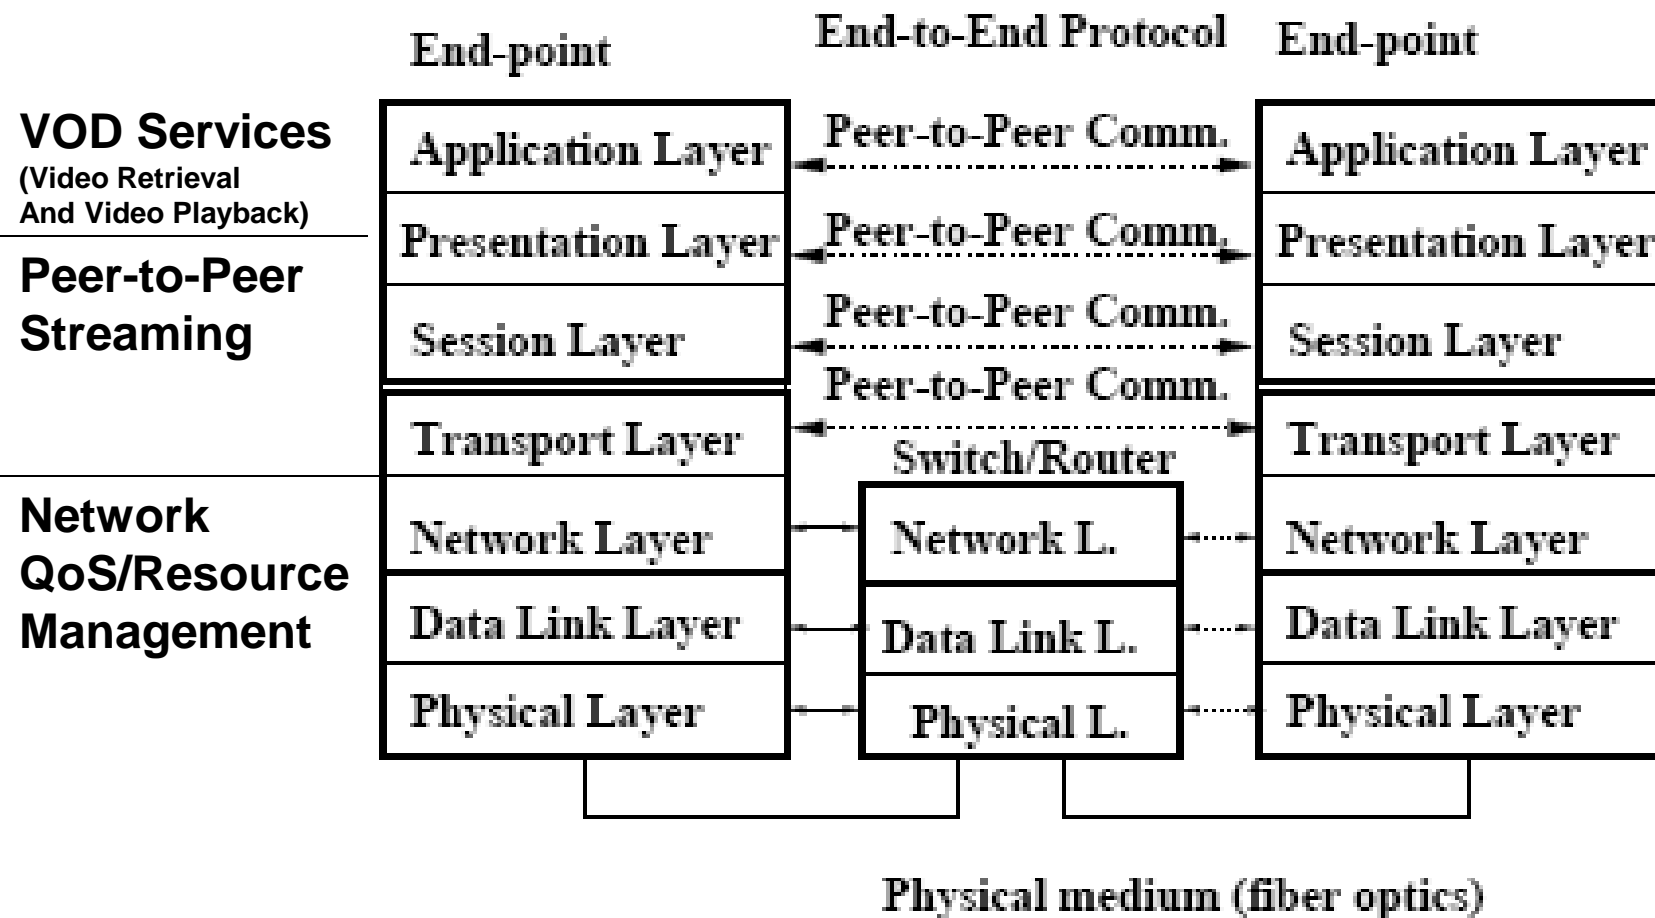 End-point
End-to-End Protocol
End-point
VOD Services
(Video Retrieval
And Video Playback)
Peer-to-Peer
Streaming
Network
QoS/Resource
Management
Application Layer
Presentation Layer
Session Layer
Transport Layer
Network Layer
Data Link Layer
Physical Layer
Peer-to-Peer Comm.
Peer-to-Peer Comm.
Peer-to-Peer Comm.
Peer-to-Peer Comm.
Switch/Router
Network L.
Data Link L.
Physical L.
Application Layer
Presentation Layer
Session Layer
Transport Layer
Network Layer
Data Link Layer
Physical Layer
Physical medium (fiber optics)